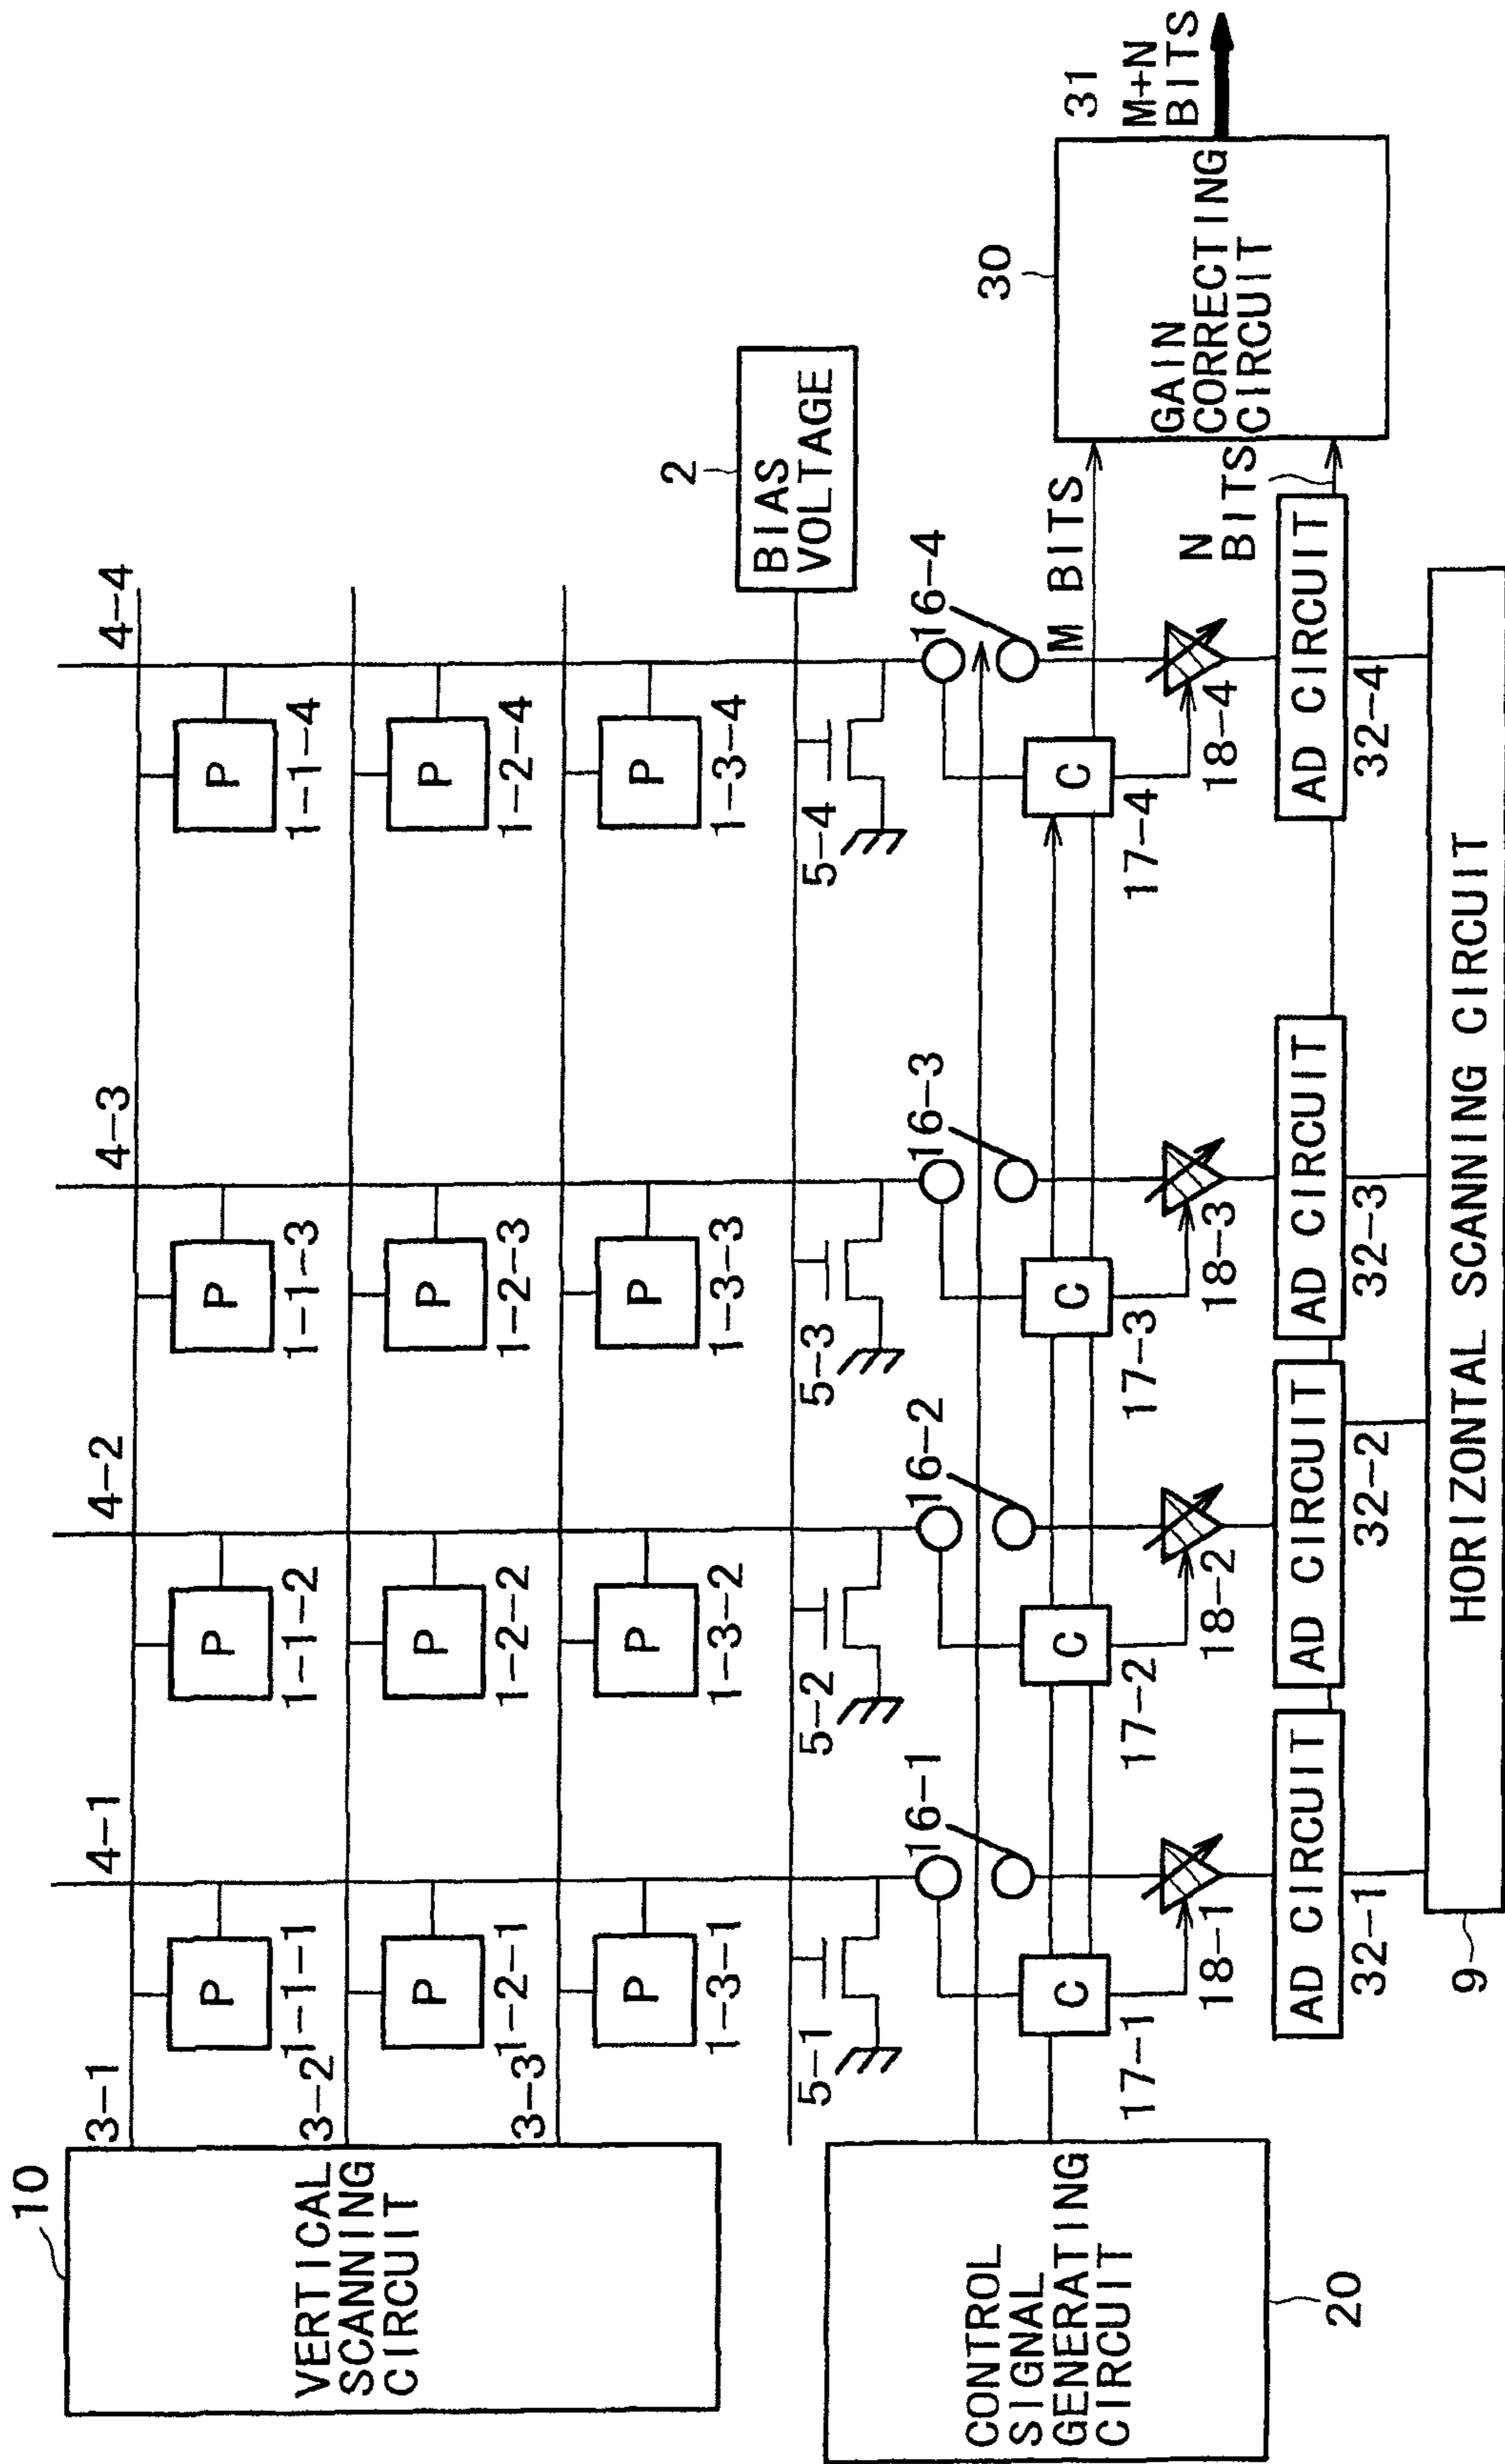 10
VERTICAL
SCANNING
CIRCUIT
3-1
3-2
3-3
4-1
4-2
4-3
4-4
P
P
P
P
1-1-1
1-1-2
1-1-3
1-1-4
P
P
P
P
1-2-1
1-2-2
1-2-3
1-2-4
P
P
P
P
1-3-1
1-3-2
1-3-3
1-3-4
2
BIAS
VOLTAGE
5-1
5-2
5-3
5-4
CONTROL
SIGNAL
GENERATING
CIRCUIT
20
16-1
16-2
16-3
16-4
C
C
C
C
17-1
17-2
17-3
17-4
M BITS
N
BITS
18-1
18-2
18-3
18-4
30
GAIN
CORRECTING
CIRCUIT
31
M+N
BITS
AD CIRCUIT
AD CIRCUIT
AD CIRCUIT
AD CIRCUIT
32-1
32-2
32-3
32-4
HORIZONTAL SCANNING CIRCUIT
9